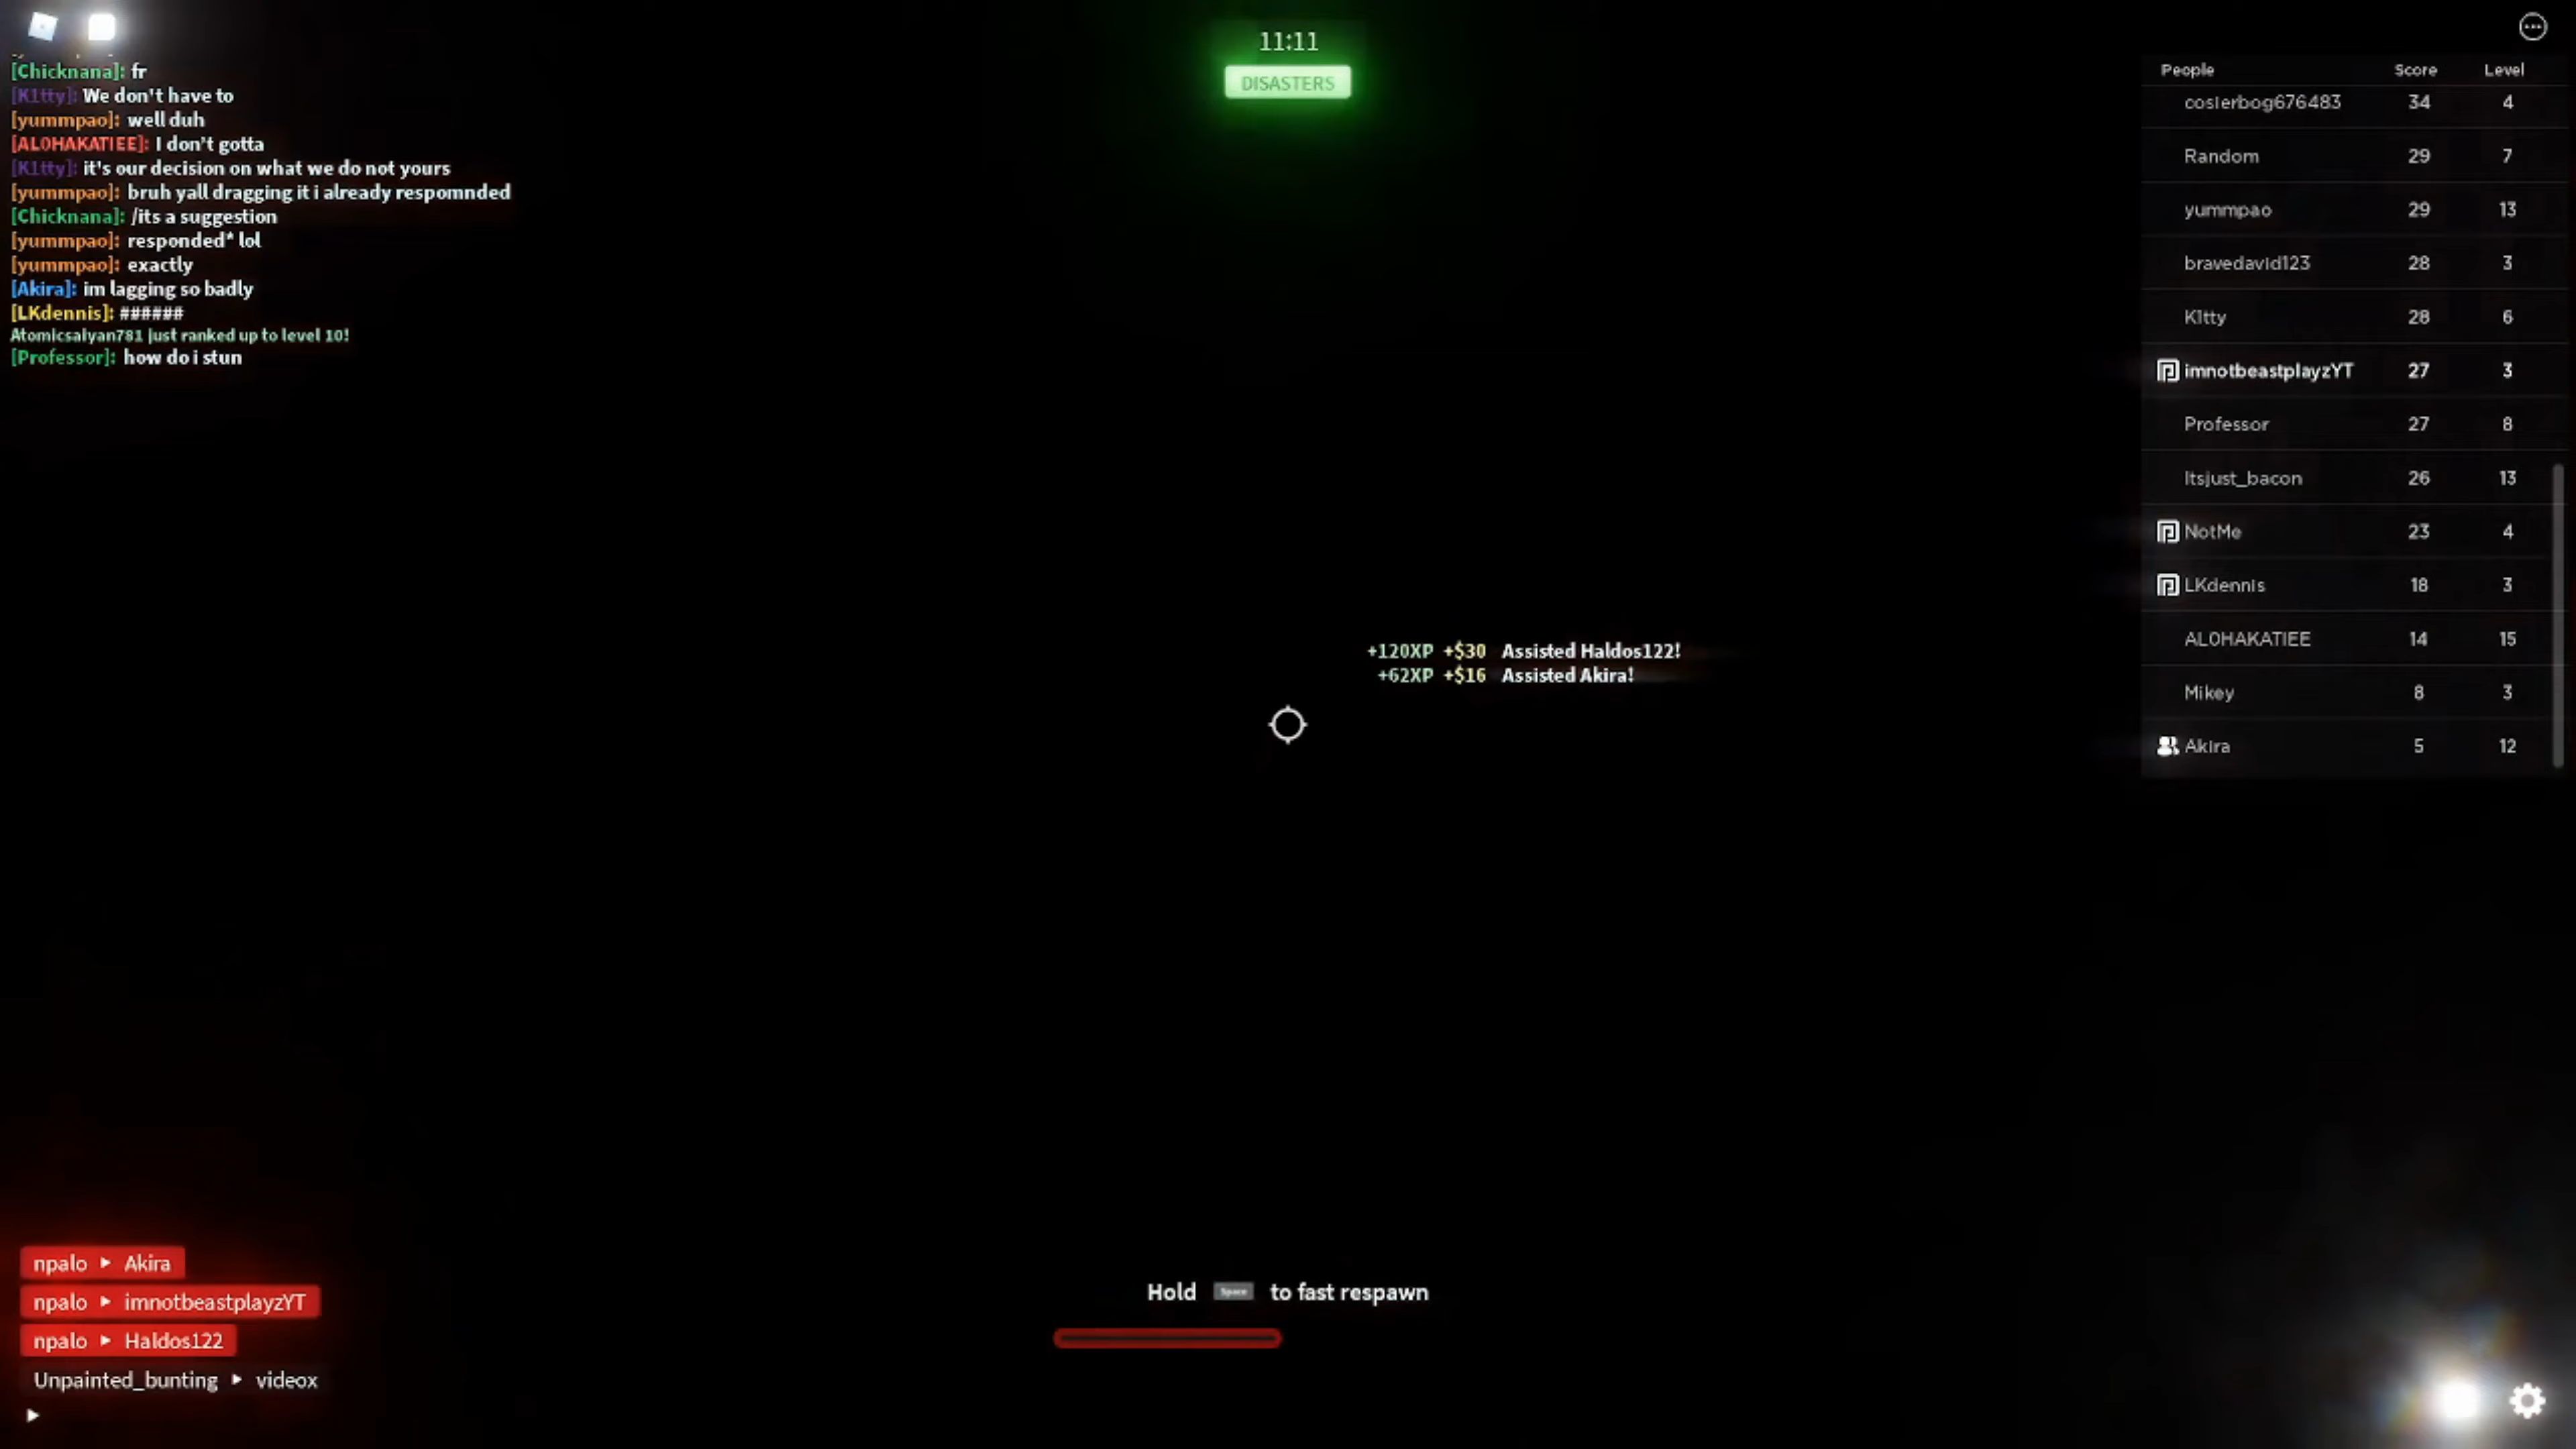 11:11
DISASTERS
[Chicknana]: fr
[K1tty]: We don't have to
[yummpao]: well duh
[AL0HAKATIEE]: I don't gotta
[K1tty]: it's our decision on what we do not yours
[yummpao]: bruh yall dragging it i already respomnded
[Chicknana]: /its a suggestion
[yummpao]: responded* lol
[yummpao]: exactly
[Akira]: im lagging so badly
[LKdennis]: ######
Atomicsaiyan781 just ranked up to level 10!
[Professor]: how do i stun
People Score Level
cosierbog676483 34 4
Random 29 7
yummpao 29 13
bravedavid123 28 3
K1tty 28 6
imnotbeastplayzYT 27 3
Professor 27 8
Itsjust_bacon 26 13
NotMe 23 4
LKdennis 18 3
AL0HAKATIEE 14 15
Mikey 8 3
Akira 5 12
+120XP +$30 Assisted Haldos122!
+62XP +$16 Assisted Akira!
npalo ▶ Akira
npalo ▶ imnotbeastplayzYT
npalo ▶ Haldos122
Unpainted_bunting ▶ videox
Hold Space to fast respawn